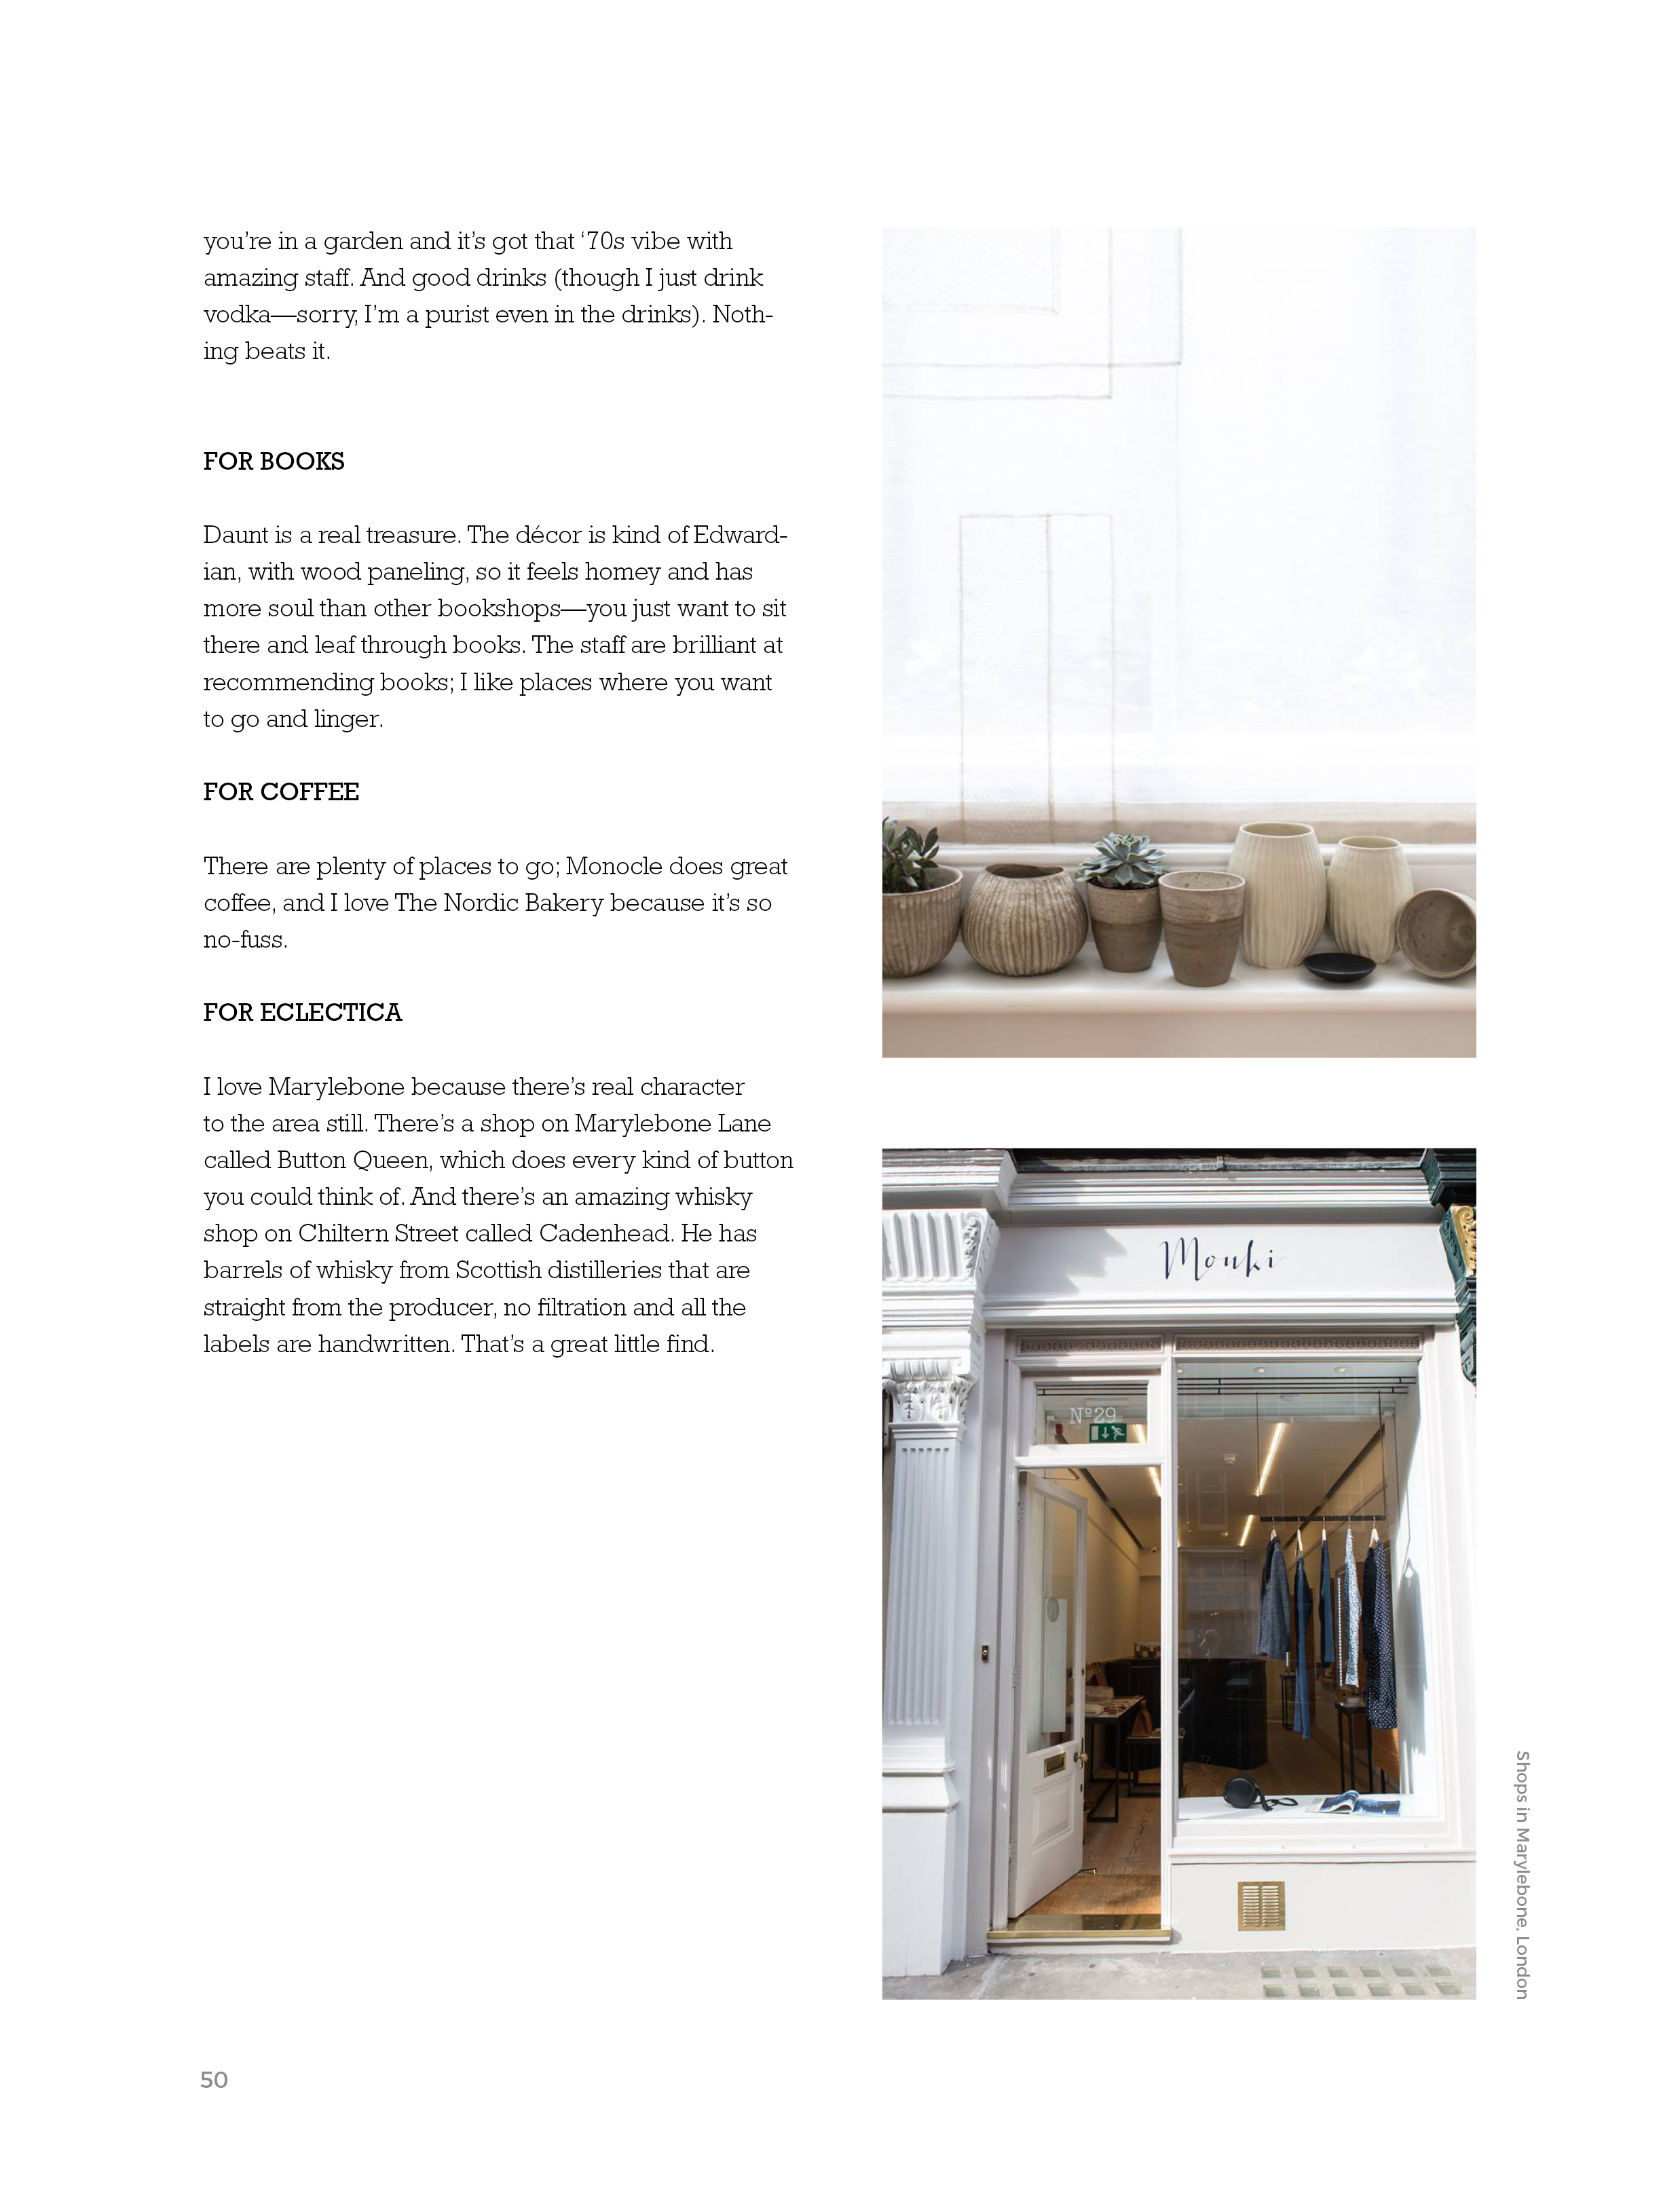 you’re in a garden and it’s got that ‘70s vibe with
amazing staff. And good drinks (though I just drink
vodka—sorry, I’m a purist even in the drinks). Noth-
ing beats it.
FOR BOOKS
Daunt is a real treasure. The décor is kind of Edward-
ian, with wood paneling, so it feels homey and has
more soul than other bookshops—you just want to sit
there and leaf through books. The staff are brilliant at
recommending books; I like places where you want
to go and linger.
FOR COFFEE
There are plenty of places to go; Monocle does great
coffee, and I love The Nordic Bakery because it’s so
no-fuss.
FOR ECLECTICA
I love Marylebone because there’s real character
to the area still. There’s a shop on Marylebone Lane
called Button Queen, which does every kind of button
you could think of. And there’s an amazing whisky
shop on Chiltern Street called Cadenhead. He has
barrels of whisky from Scottish distilleries that are
straight from the producer, no filtration and all the
labels are handwritten. That’s a great little find.
Mouki
Nº29
Shops in Marylebone, London
50